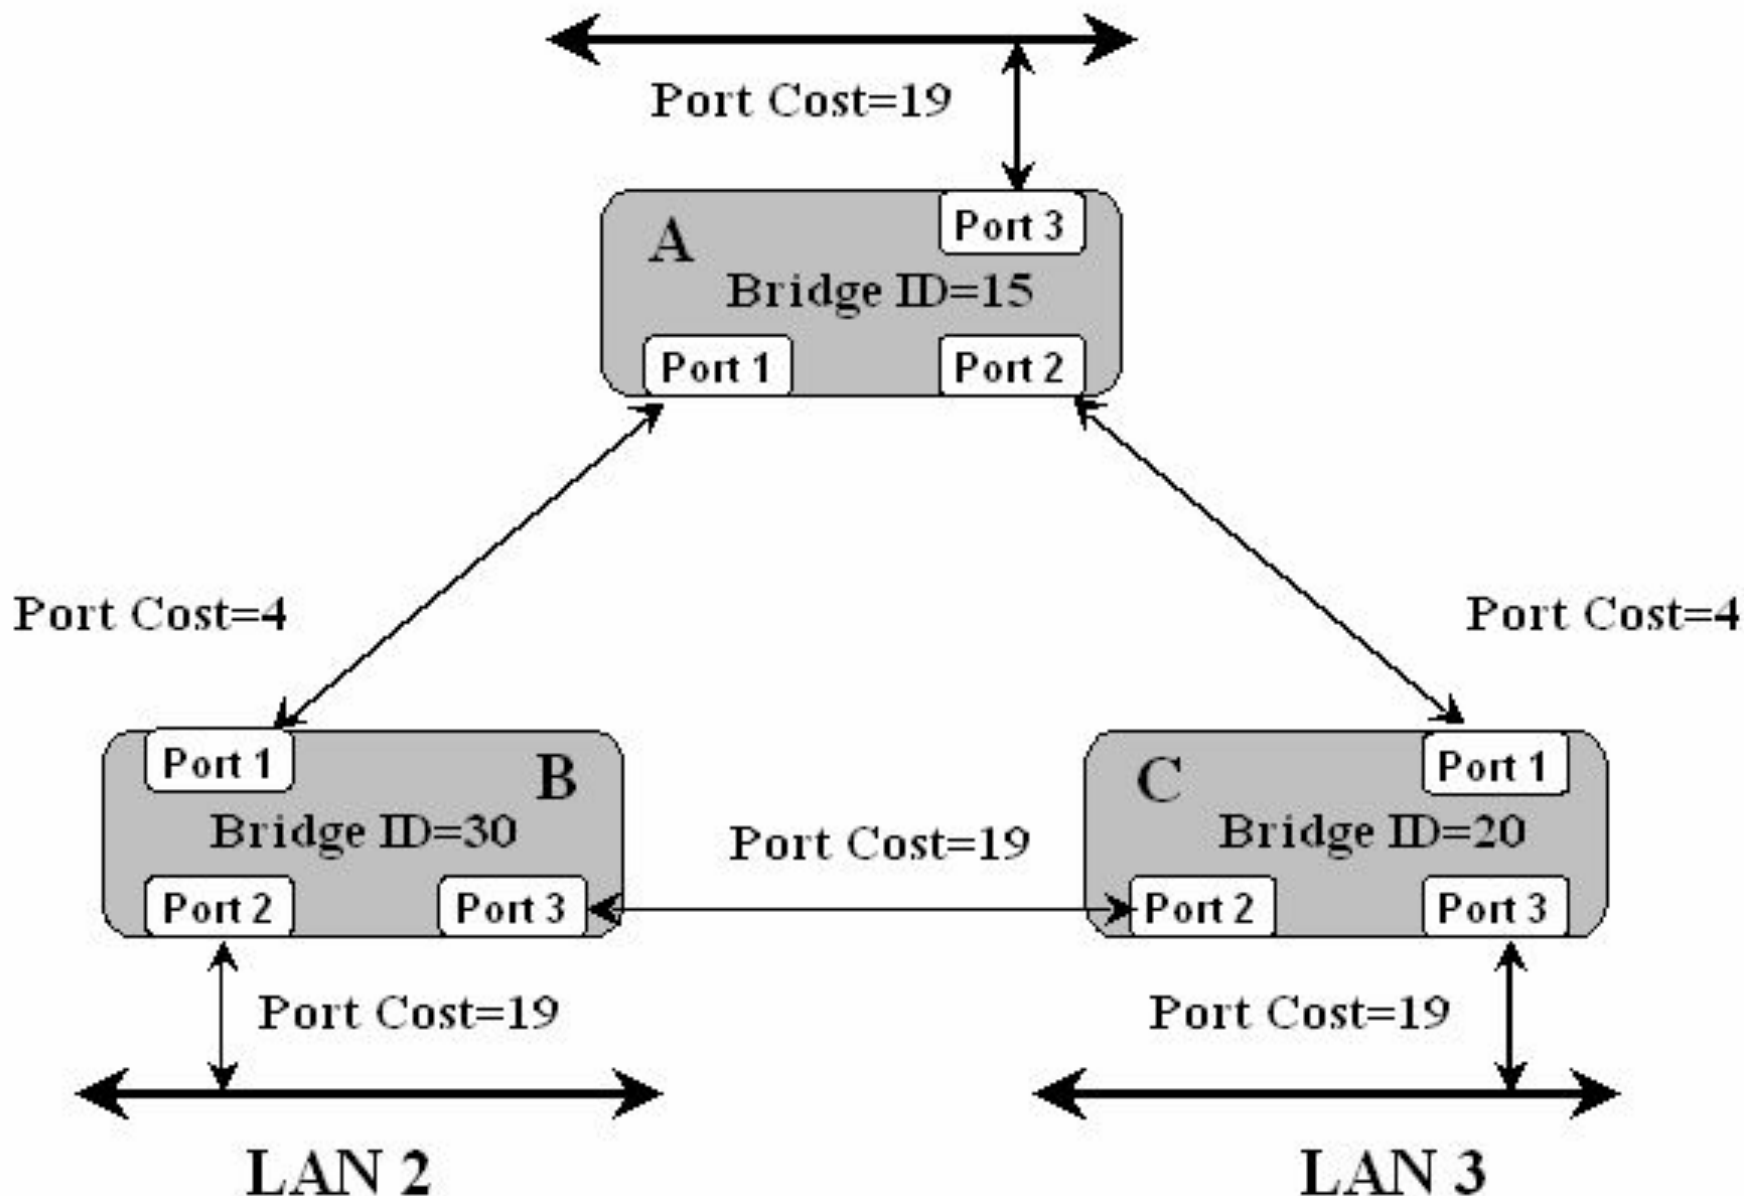 Port Cost=19
Port 3
A
Bridge ID=15
Port 1
Port 2
Port Cost=4
Port Cost=4
Port 1
B
Bridge ID=30
Port 2
Port 3
Port Cost=19
C
Port 1
Bridge ID=20
Port 2
Port 3
Port Cost=19
Port Cost=19
LAN 2
LAN 3